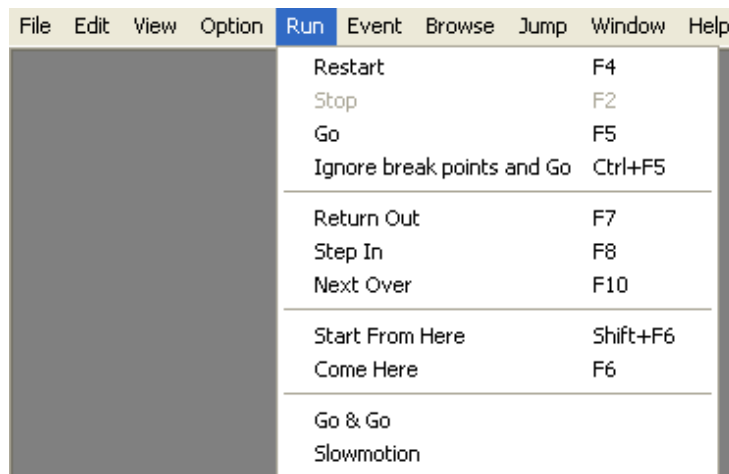 File Edit View Option Run Event Browse Jump Window Help
Restart F4
Stop F2
Go F5
Ignore break points and Go Ctrl+F5
Return Out F7
Step In F8
Next Over F10
Start From Here Shift+F6
Come Here F6
Go & Go
Slowmotion